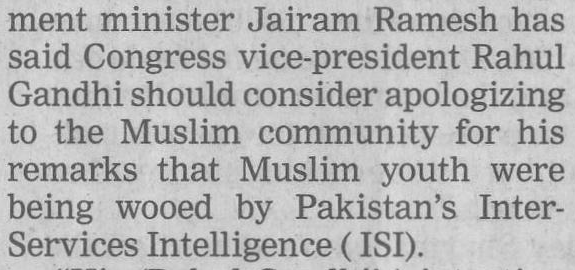 ment minister Jairam Ramesh has
said Congress vice-president Rahul
Gandhi should consider apologizing
to the Muslim community for his
remarks that Muslim youth were
being wooed by Pakistan's Inter-
Services Intelligence ( ISI).